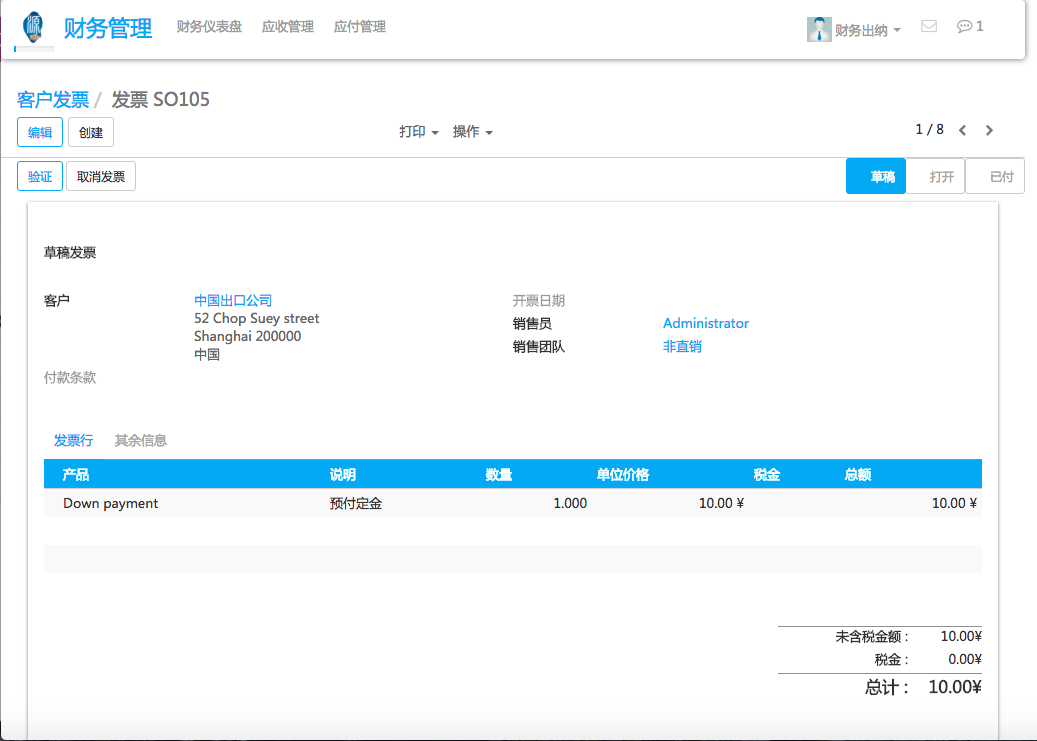 源
财务管理 财务仪表盘 应收管理 应付管理 财务出纳 1
客户发票 / 发票 SO105
编辑 创建 打印 操作 1 / 8
验证 取消发票 草稿 打开 已付
草稿发票
客户 中国出口公司 开票日期
52 Chop Suey street 销售员 Administrator
Shanghai 200000 销售团队 非直销
中国
付款条款
发票行 其余信息
产品 说明 数量 单位价格 税金 总额
Down payment 预付定金 1.000 10.00 ¥ 10.00 ¥
未含税金额 : 10.00¥
税金 : 0.00¥
总计 : 10.00¥